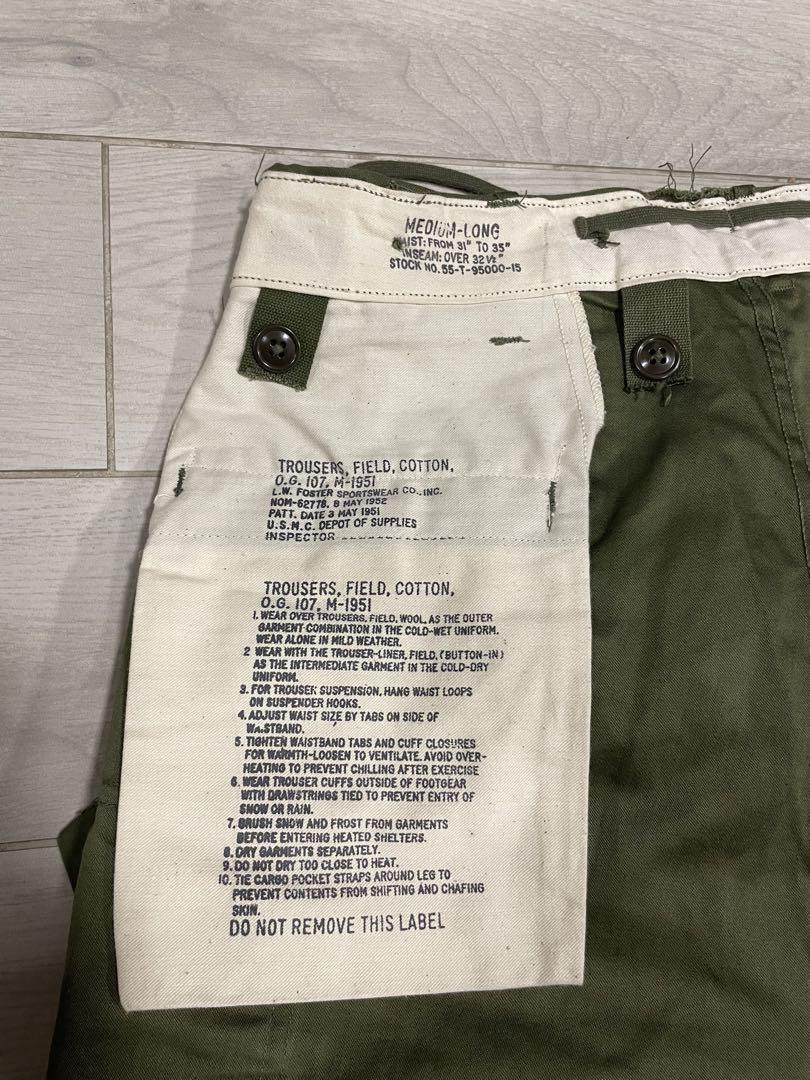 MEDIUM-LONG
WAIST: FROM 31" TO 35"
INSEAM: OVER 32½"
STOCK NO. 55-T-95000-15
TROUSERS, FIELD, COTTON,
O.G. 107, M-1951
L.W. FOSTER SPORTSWEAR CO., INC.
NOM-62778, 8 MAY 1952
PATT. DATE 3 MAY 1951
U.S.M.C. DEPOT OF SUPPLIES
INSPECTOR
TROUSERS, FIELD, COTTON,
O.G. 107, M-1951
1. WEAR OVER TROUSERS, FIELD, WOOL, AS THE OUTER
GARMENT COMBINATION IN THE COLD-WET UNIFORM.
WEAR ALONE IN MILD WEATHER.
2 WEAR WITH THE TROUSER-LINER, FIELD, (BUTTON-IN)
AS THE INTERMEDIATE GARMENT IN THE COLD-DRY
UNIFORM.
3. FOR TROUSER SUSPENSION, HANG WAIST LOOPS
ON SUSPENDER HOOKS.
4. ADJUST WAIST SIZE BY TABS ON SIDE OF
WAISTBAND.
5. TIGHTEN WAISTBAND TABS AND CUFF CLOSURES
FOR WARMTH-LOOSEN TO VENTILATE. AVOID OVER-
HEATING TO PREVENT CHILLING AFTER EXERCISE
6. WEAR TROUSER CUFFS OUTSIDE OF FOOTGEAR
WITH DRAWSTRINGS TIED TO PREVENT ENTRY OF
SNOW OR RAIN.
7. BRUSH SNOW AND FROST FROM GARMENTS
BEFORE ENTERING HEATED SHELTERS.
8. DRY GARMENTS SEPARATELY.
9. DO NOT DRY TOO CLOSE TO HEAT.
10. TIE CARGO POCKET STRAPS AROUND LEG TO
PREVENT CONTENTS FROM SHIFTING AND CHAFING
SKIN.
DO NOT REMOVE THIS LABEL